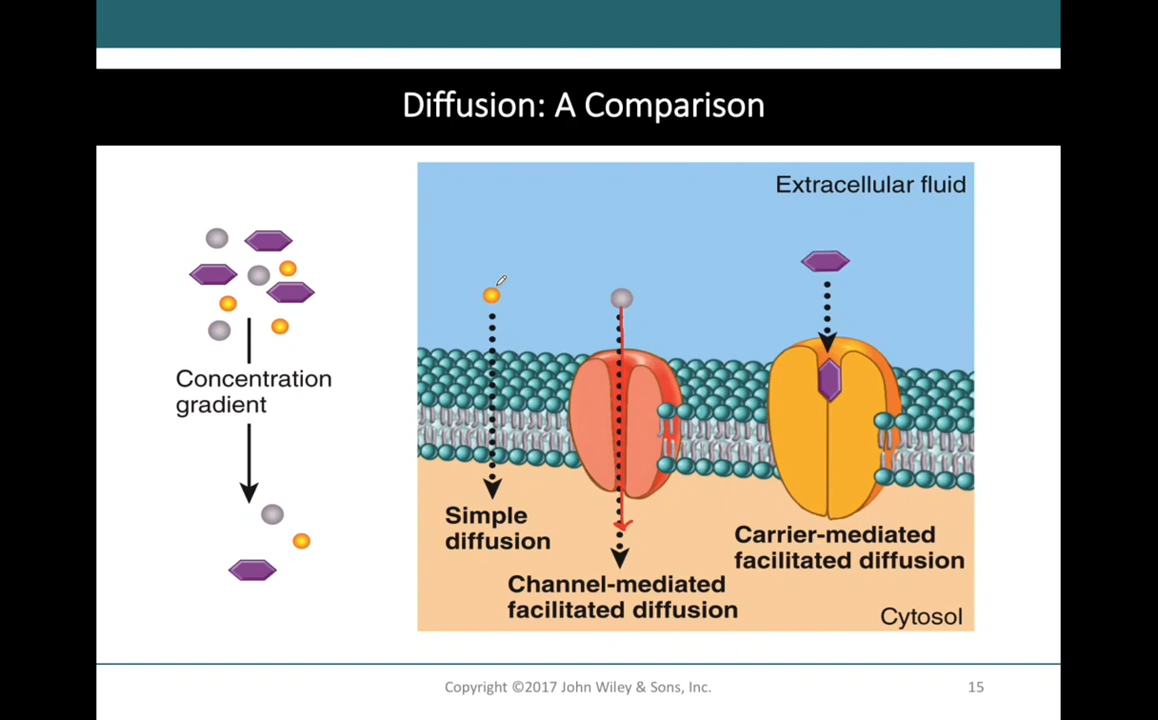 Diffusion: A Comparison
Extracellular fluid
Concentration
gradient
Simple
diffusion
Channel-mediated
facilitated diffusion
Carrier-mediated
facilitated diffusion
Cytosol
Copyright ©2017 John Wiley & Sons, Inc.
15